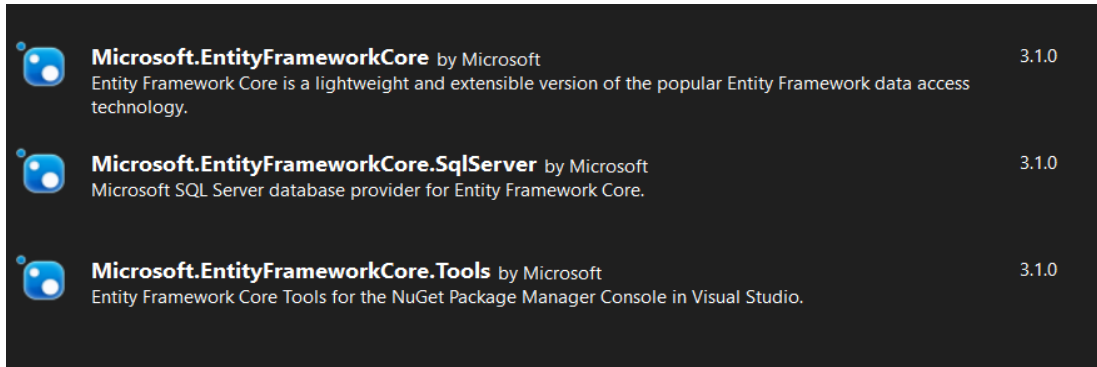 Microsoft.EntityFrameworkCore by Microsoft 3.1.0
Entity Framework Core is a lightweight and extensible version of the popular Entity Framework data access
technology.
Microsoft.EntityFrameworkCore.SqlServer by Microsoft 3.1.0
Microsoft SQL Server database provider for Entity Framework Core.
Microsoft.EntityFrameworkCore.Tools by Microsoft 3.1.0
Entity Framework Core Tools for the NuGet Package Manager Console in Visual Studio.